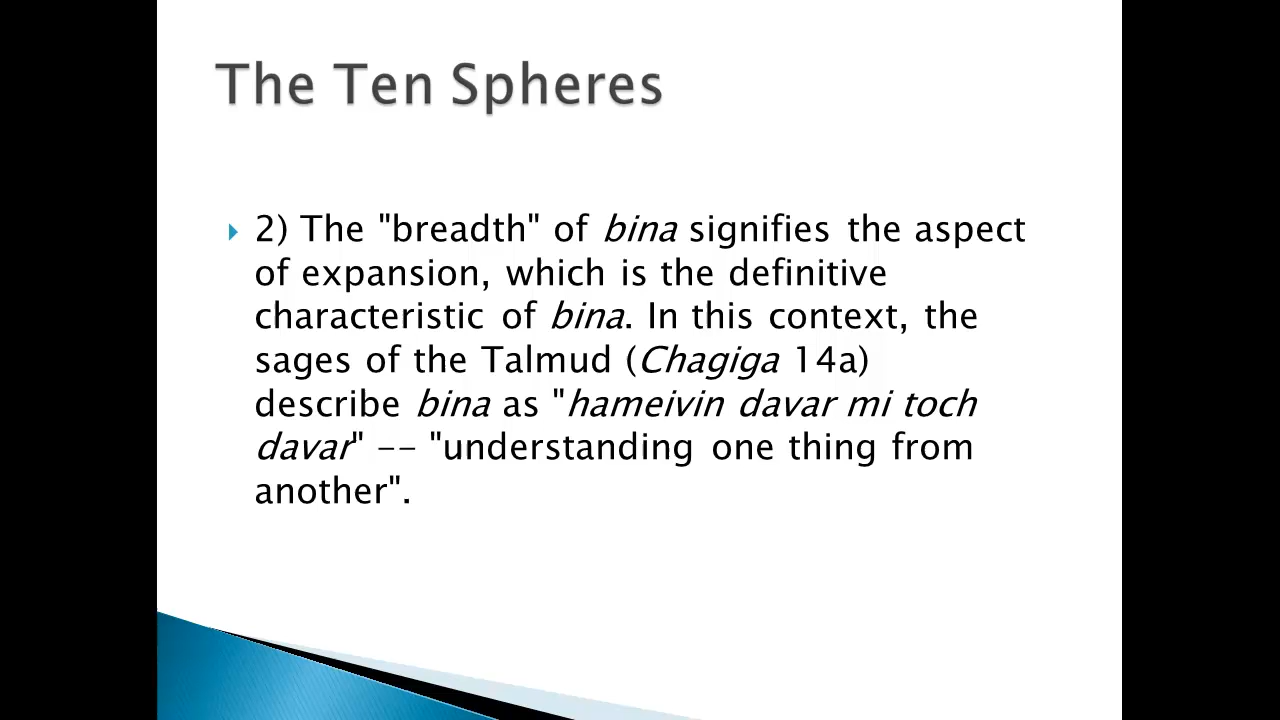 The Ten Spheres
2) The "breadth" of bina signifies the aspect
of expansion, which is the definitive
characteristic of bina. In this context, the
sages of the Talmud (Chagiga 14a)
describe bina as "hameivin davar mi toch
davar" -- "understanding one thing from
another".